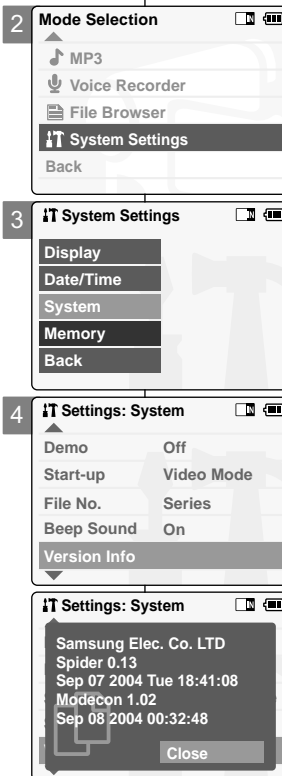 2
Mode Selection
MP3
Voice Recorder
File Browser
System Settings
Back
3
System Settings
Display
Date/Time
System
Memory
Back
4
Settings: System
Demo Off
Start-up Video Mode
File No. Series
Beep Sound On
Version Info
Settings: System
Samsung Elec. Co. LTD
Spider 0.13
Sep 07 2004 Tue 18:41:08
Modecon 1.02
Sep 08 2004 00:32:48
Close